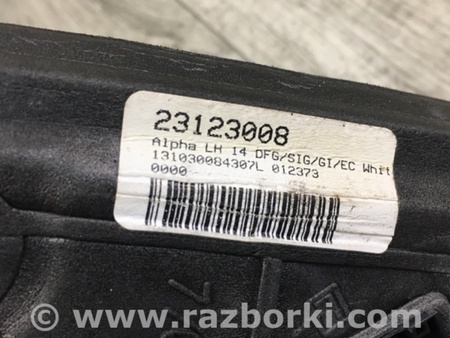 23123008
Alpha LH I4 DFG/SIG/GI/EC Whit
131030084307L 012373
0000
www.razborki.com